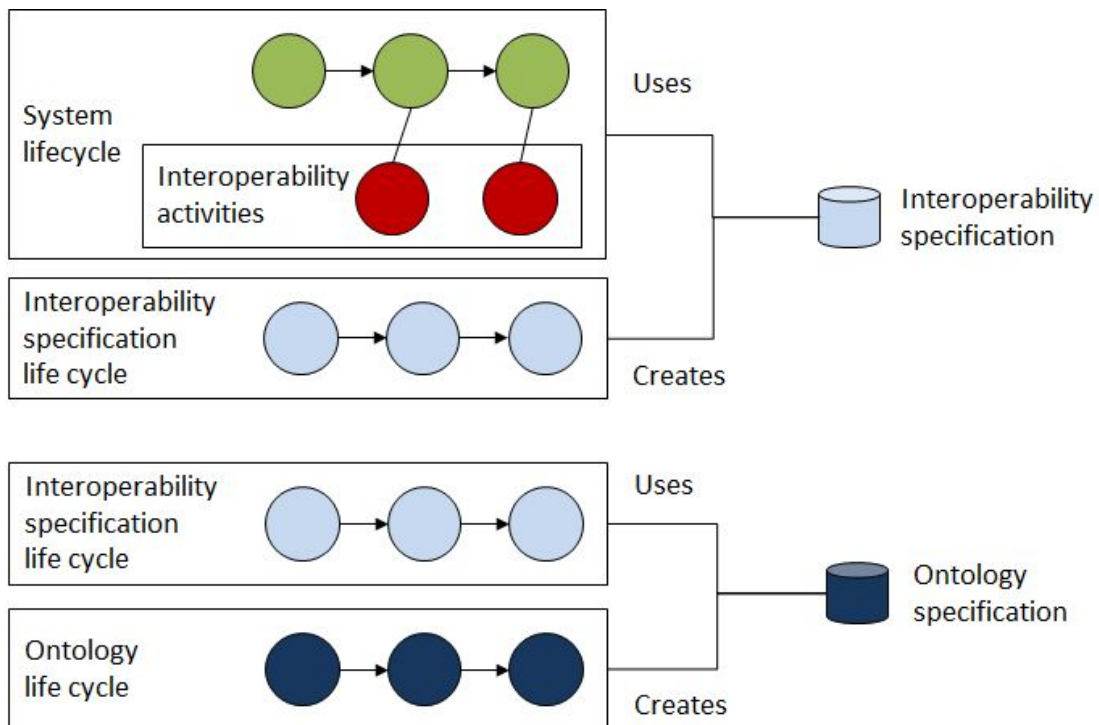 System
lifecycle
Interoperability
activities
Uses
Interoperability
specification
Interoperability
specification
life cycle
Creates
Interoperability
specification
life cycle
Uses
Ontology
specification
Ontology
life cycle
Creates